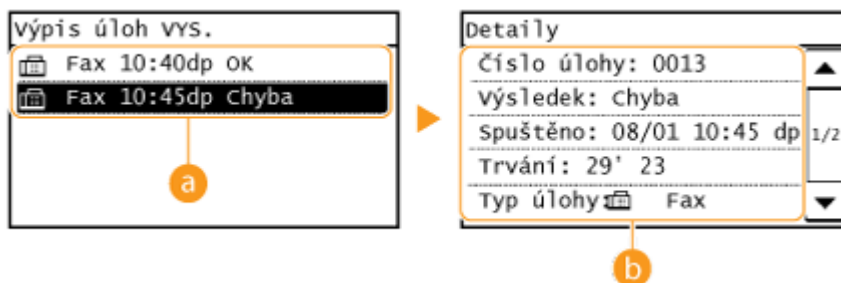 Výpis úloh VYS.
Fax 10:40dp OK
Fax 10:45dp Chyba
a
Detaily
Číslo úlohy: 0013
Výsledek: Chyba
Spuštěno: 08/01 10:45 dp
1/2
Trvání: 29' 23
Typ úlohy: Fax
b